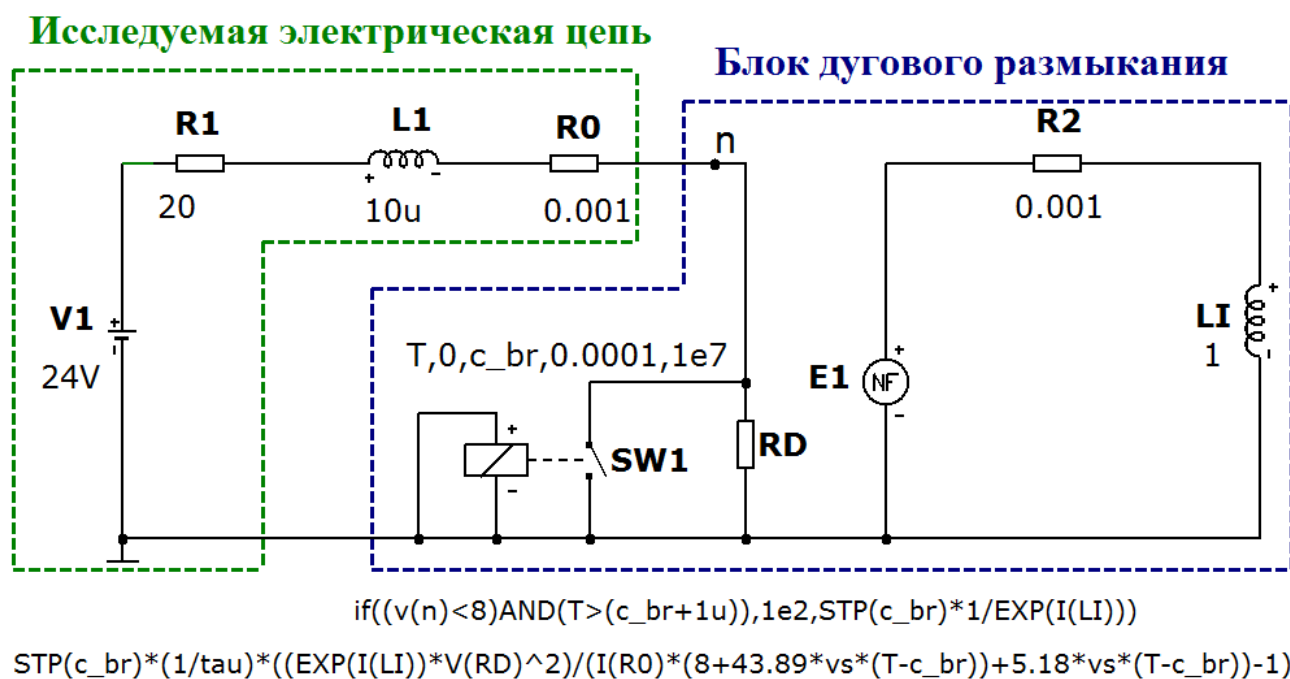 Исследуемая электрическая цепь
Блок дугового размыкания
R1
L1
R0
n
R2
+
-
20
10u
0.001
0.001
V1
+
-
24V
T,0,c_br,0.0001,1e7
E1
+
NF
-
LI
1
+
-
+
-
SW1
RD
if((v(n)<8)AND(T>(c_br+1u)),1e2,STP(c_br)*1/EXP(I(LI)))
STP(c_br)*(1/tau)*((EXP(I(LI))*V(RD)^2)/(I(R0)*(8+43.89*vs*(T-c_br))+5.18*vs*(T-c_br))-1)